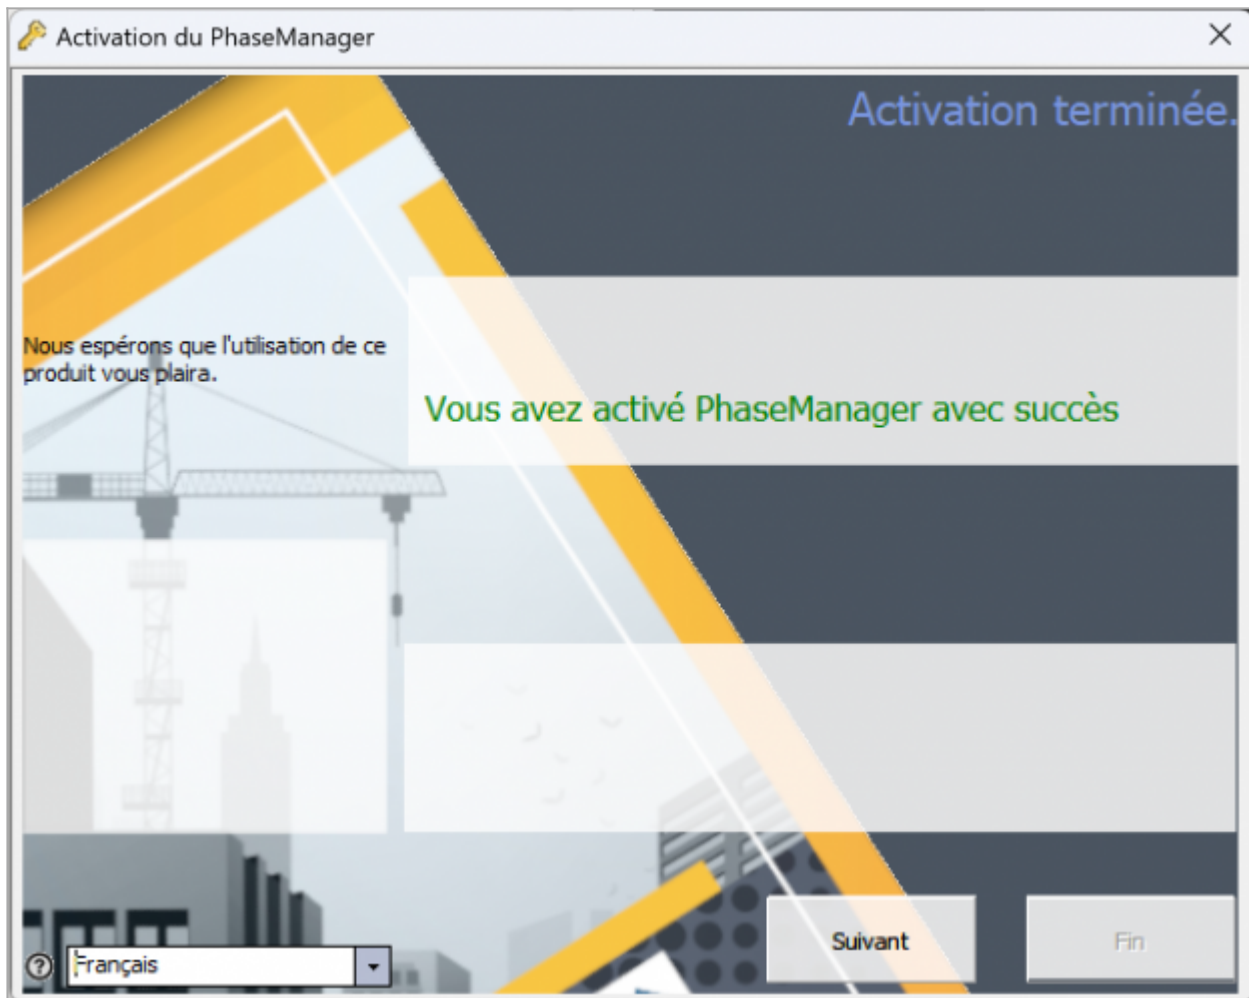 Activation du PhaseManager
Activation terminée.
Nous espérons que l'utilisation de ce
produit vous plaira.
Vous avez activé PhaseManager avec succès
Français
Suivant
Fin